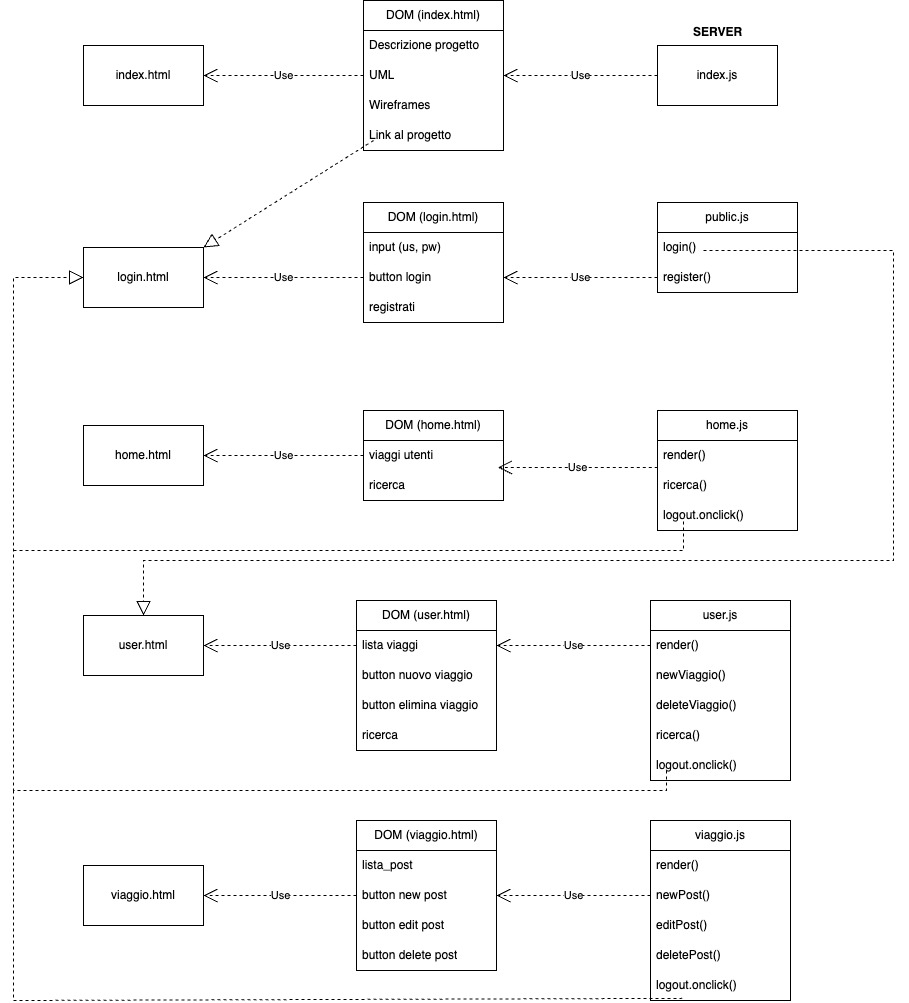 DOM (index.html)
Descrizione progetto
UML
Wireframes
Link al progetto
index.html
Use
Use
SERVER
index.js
DOM (login.html)
input (us, pw)
button login
registrati
login.html
Use
Use
public.js
login()
register()
DOM (home.html)
viaggi utenti
ricerca
home.html
Use
Use
home.js
render()
ricerca()
logout.onclick()
DOM (user.html)
lista viaggi
button nuovo viaggio
button elimina viaggio
ricerca
user.html
Use
Use
user.js
render()
newViaggio()
deleteViaggio()
ricerca()
logout.onclick()
DOM (viaggio.html)
lista_post
button new post
button edit post
button delete post
viaggio.html
Use
Use
viaggio.js
render()
newPost()
editPost()
deletePost()
logout.onclick()